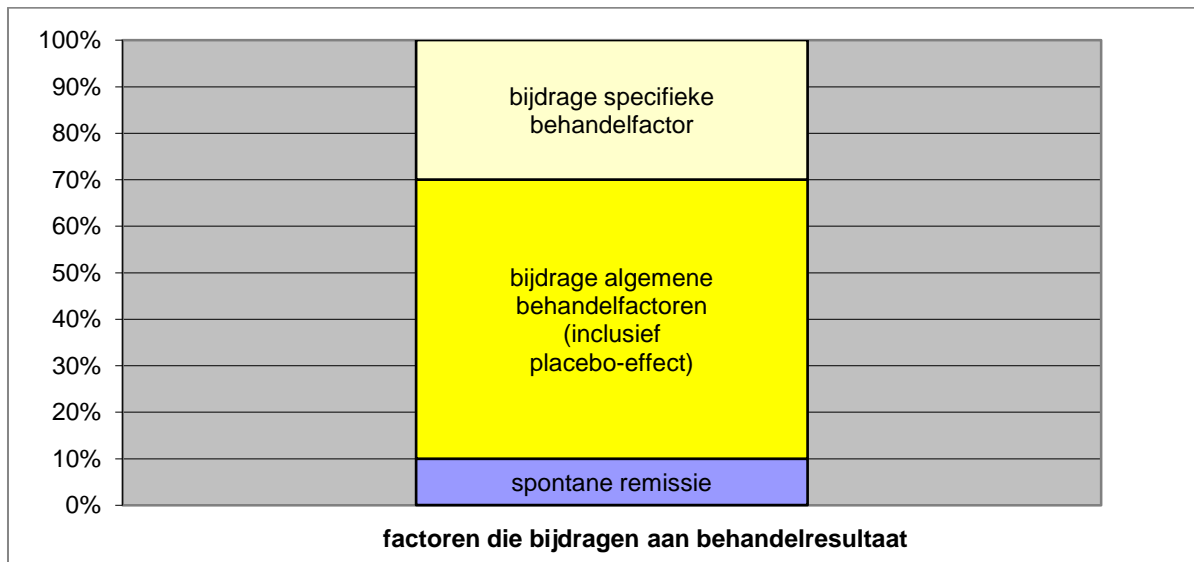 100%
90%
80%
70%
60%
50%
40%
30%
20%
10%
0%
bijdrage specifieke
behandelfactor
bijdrage algemene
behandelfactoren
(inclusief
placebo-effect)
spontane remissie
factoren die bijdragen aan behandelresultaat